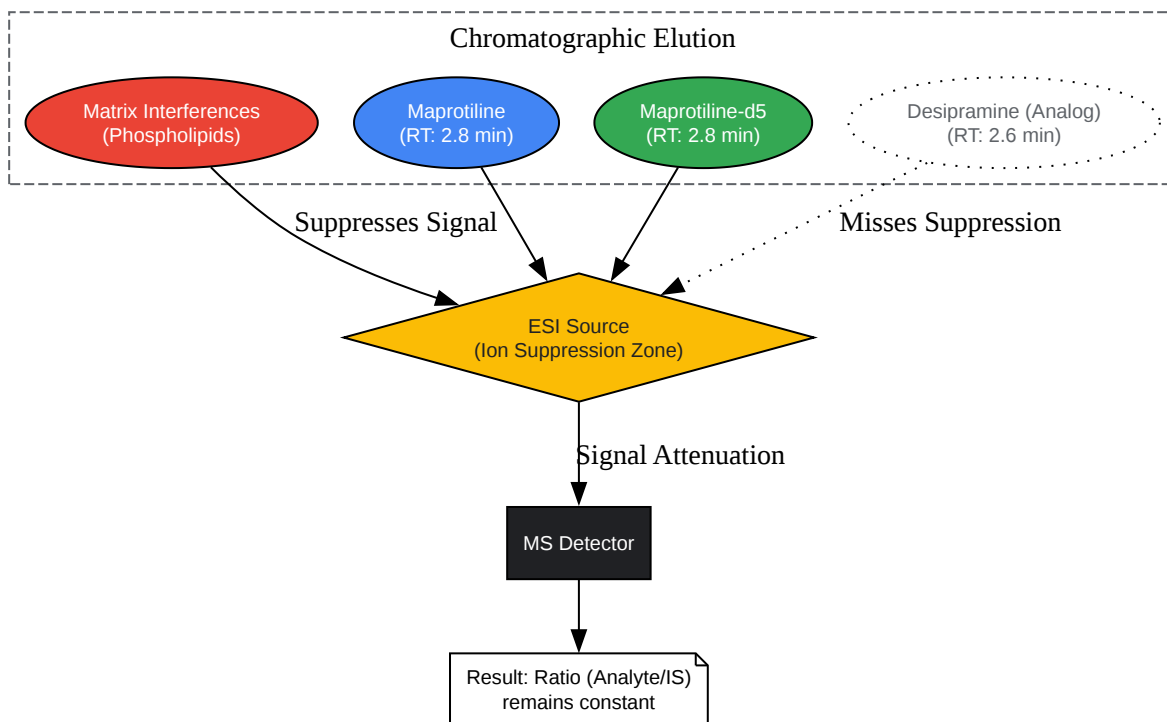 Chromatographic Elution
Matrix Interferences
(Phospholipids)
Maprotiline
(RT: 2.8 min)
Maprotiline-d5
(RT: 2.8 min)
Desipramine (Analog)
(RT: 2.6 min)
Suppresses Signal
Misses Suppression
ESI Source
(Ion Suppression Zone)
Signal Attenuation
MS Detector
Result: Ratio (Analyte/IS)
remains constant